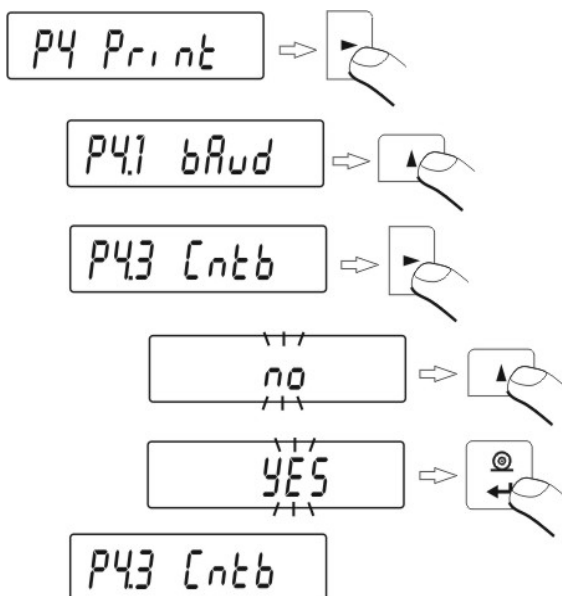 P4 Print
P4.1 bAud
P4.3 Cntb
no
YES
P4.3 Cntb